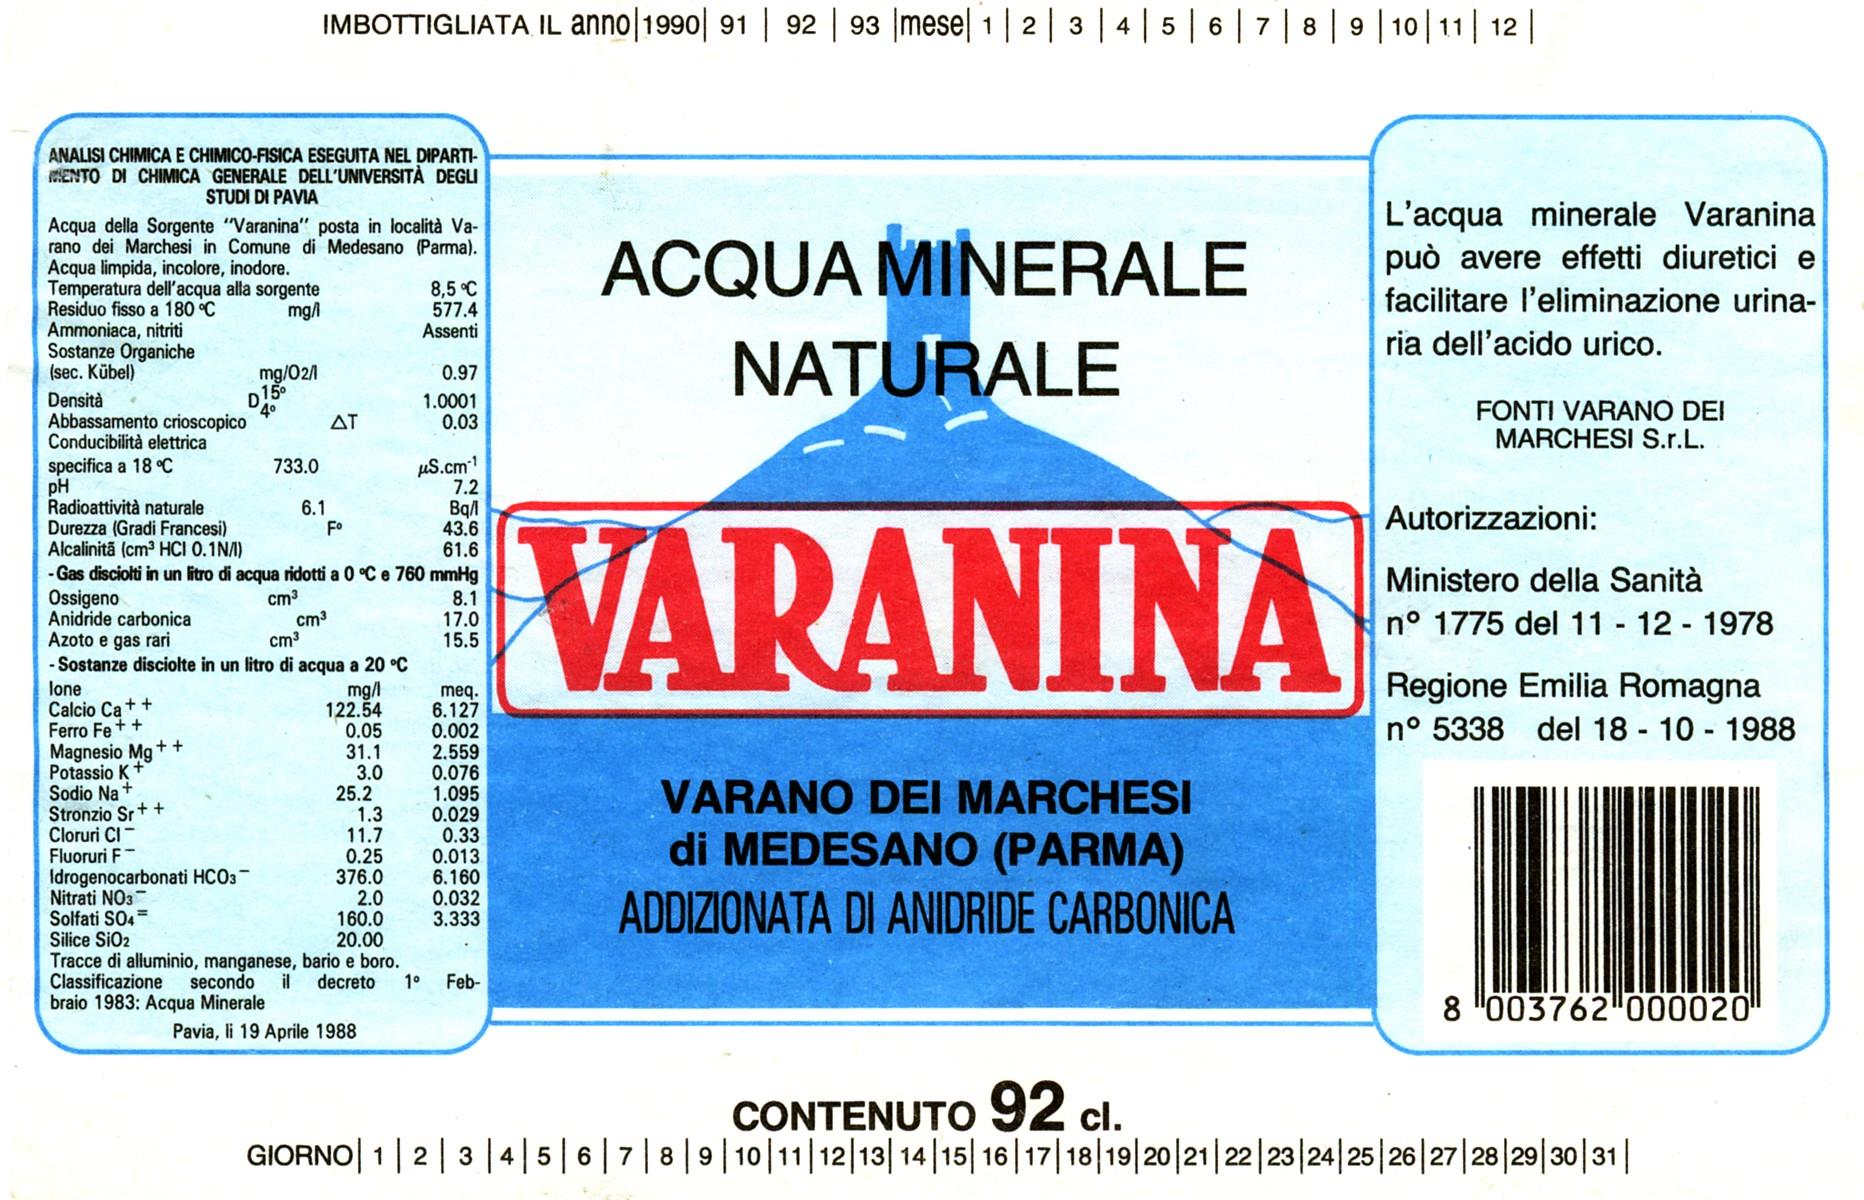 IMBOTTIGLIATA IL anno|1990| 91 | 92 | 93 |mese| 1 | 2 | 3 | 4 | 5 | 6 | 7 | 8 | 9 |10|11| 12 |
ANALISI CHIMICA E CHIMICO-FISICA ESEGUITA NEL DIPARTI-
MENTO DI CHIMICA GENERALE DELL'UNIVERSITÀ DEGLI
STUDI DI PAVIA
Acqua della Sorgente "Varanina" posta in località Va-
rano dei Marchesi in Comune di Medesano (Parma).
Acqua limpida, incolore, inodore.
Temperatura dell'acqua alla sorgente 8,5 °C
Residuo fisso a 180 °C mg/l 577.4
Ammoniaca, nitriti Assenti
Sostanze Organiche
(sec. Kübel) mg/O2/l 0.97
Densità D 15° 4° 1.0001
Abbassamento crioscopico △T 0.03
Conducibilità elettrica
specifica a 18 °C 733.0 µS.cm⁻¹
pH 7.2
Radioattività naturale 6.1 Bq/l
Durezza (Gradi Francesi) F° 43.6
Alcalinitã (cm³ HCl 0.1N/l) 61.6
- Gas disciolti in un litro di acqua ridotti a 0 °C e 760 mmHg
Ossigeno cm³ 8.1
Anidride carbonica cm³ 17.0
Azoto e gas rari cm³ 15.5
- Sostanze disciolte in un litro di acqua a 20 °C
Ione mg/l meq.
Calcio Ca++ 122.54 6.127
Ferro Fe++ 0.05 0.002
Magnesio Mg++ 31.1 2.559
Potassio K+ 3.0 0.076
Sodio Na+ 25.2 1.095
Stronzio Sr++ 1.3 0.029
Cloruri Cl− 11.7 0.33
Fluoruri F− 0.25 0.013
Idrogenocarbonati HCO3− 376.0 6.160
Nitrati NO3− 2.0 0.032
Solfati SO4= 160.0 3.333
Silice SiO2 20.00
Tracce di alluminio, manganese, bario e boro.
Classificazione secondo il decreto 1° Feb-
braio 1983: Acqua Minerale
Pavia, li 19 Aprile 1988
ACQUA MINERALE
NATURALE
VARANINA
VARANO DEI MARCHESI
di MEDESANO (PARMA)
ADDIZIONATA DI ANIDRIDE CARBONICA
L'acqua minerale Varanina
può avere effetti diuretici e
facilitare l'eliminazione urina-
ria dell'acido urico.
FONTI VARANO DEI
MARCHESI S.r.L.
Autorizzazioni:
Ministero della Sanità
n° 1775 del 11 - 12 - 1978
Regione Emilia Romagna
n° 5338 del 18 - 10 - 1988
8 003762 000020
CONTENUTO 92 cl.
GIORNO| 1 | 2 | 3 | 4 | 5 | 6 | 7 | 8 | 9 |10|11|12|13|14|15|16|17|18|19|20|21|22|23|24|25|26|27|28|29|30|31|